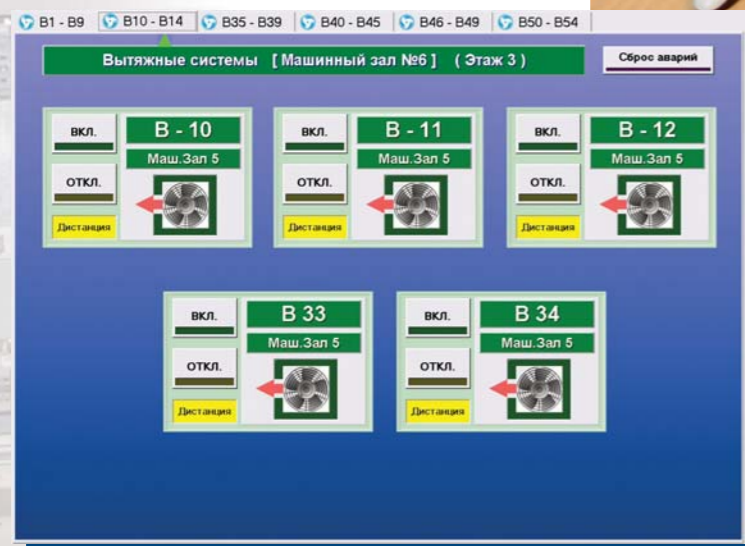 B1 - B9 B10 - B14 B35 - B39 B40 - B45 B46 - B49 B50 - B54
Вытяжные системы [ Машинный зал №6 ] ( Этаж 3 )
Сброс аварий
ВКЛ.
В - 10
Маш.Зал 5
ОТКЛ.
Дистанция
ВКЛ.
В - 11
Маш.Зал 5
ОТКЛ.
Дистанция
ВКЛ.
В - 12
Маш.Зал 5
ОТКЛ.
Дистанция
ВКЛ.
В 33
Маш.Зал 5
ОТКЛ.
Дистанция
ВКЛ.
В 34
Маш.Зал 5
ОТКЛ.
Дистанция